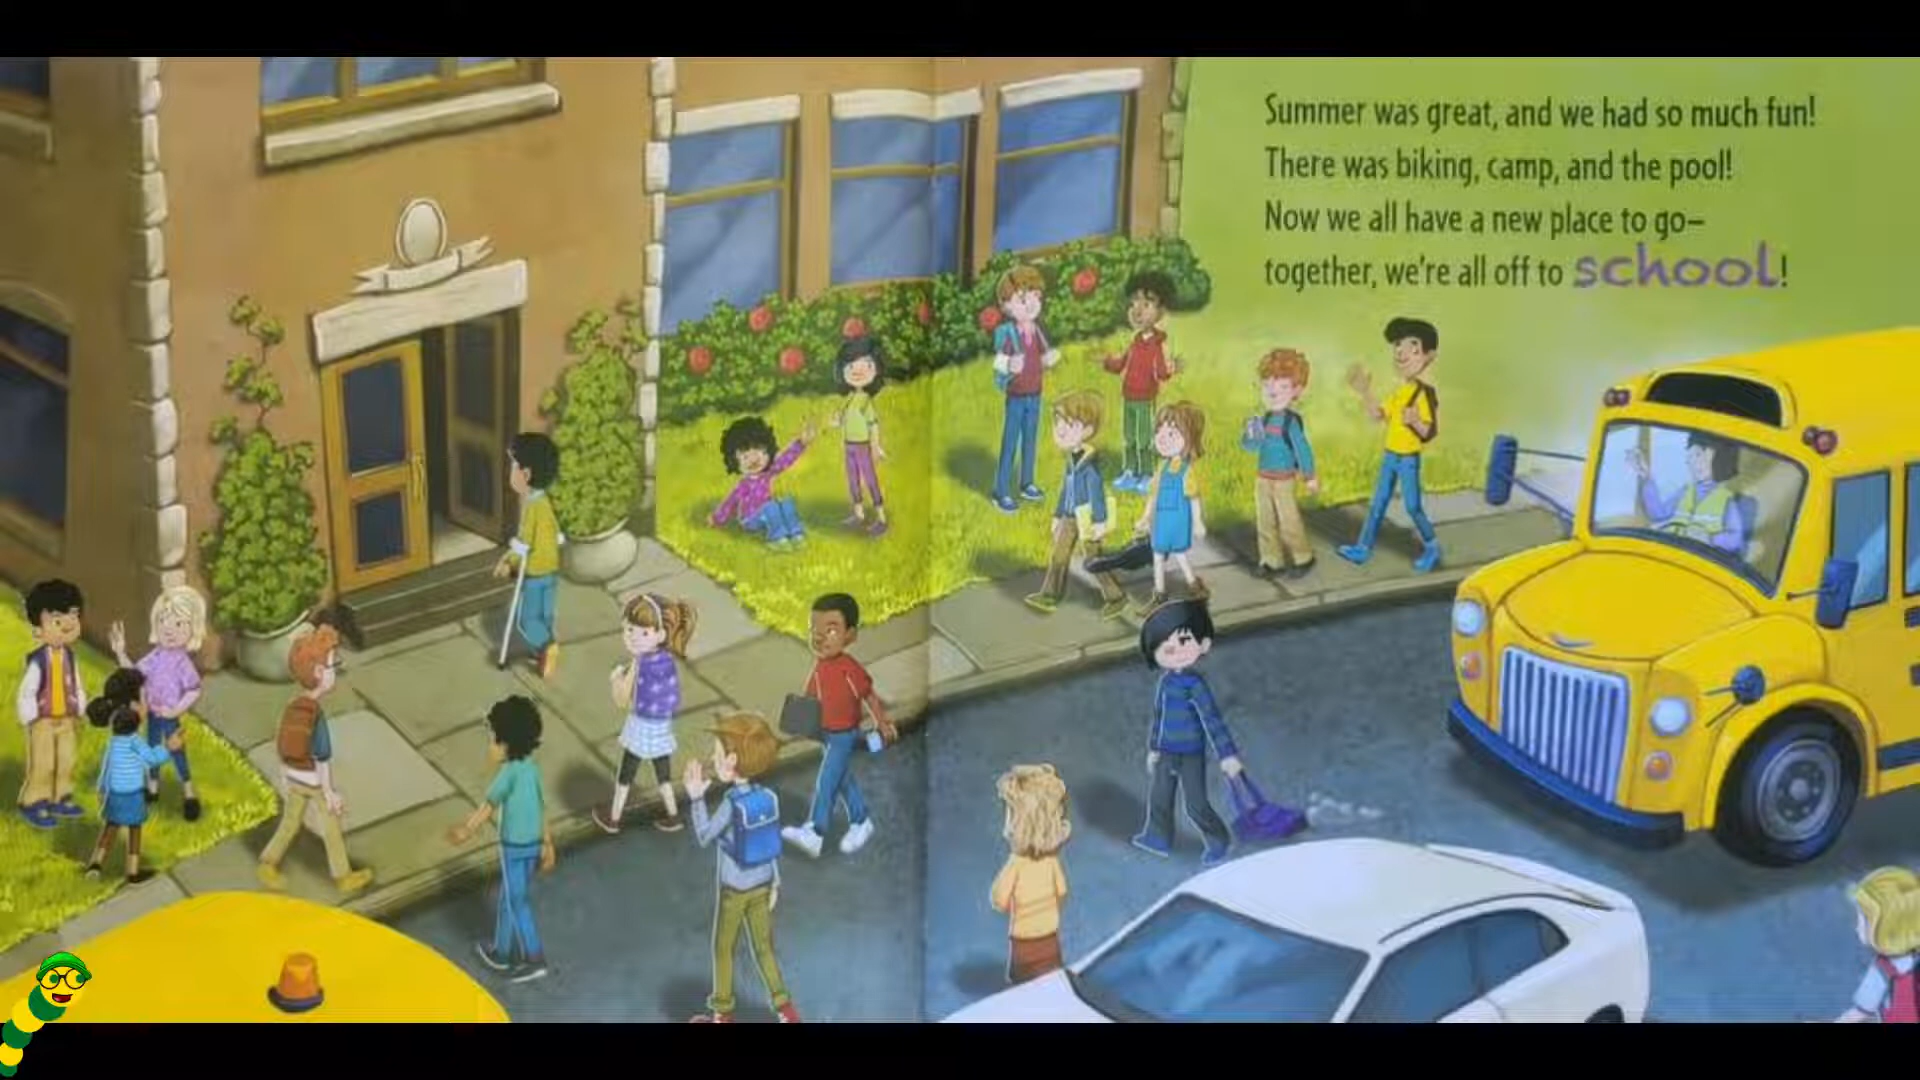 Summer was great, and we had so much fun!
There was biking, camp, and the pool!
Now we all have a new place to go–
together, we're all off to school!